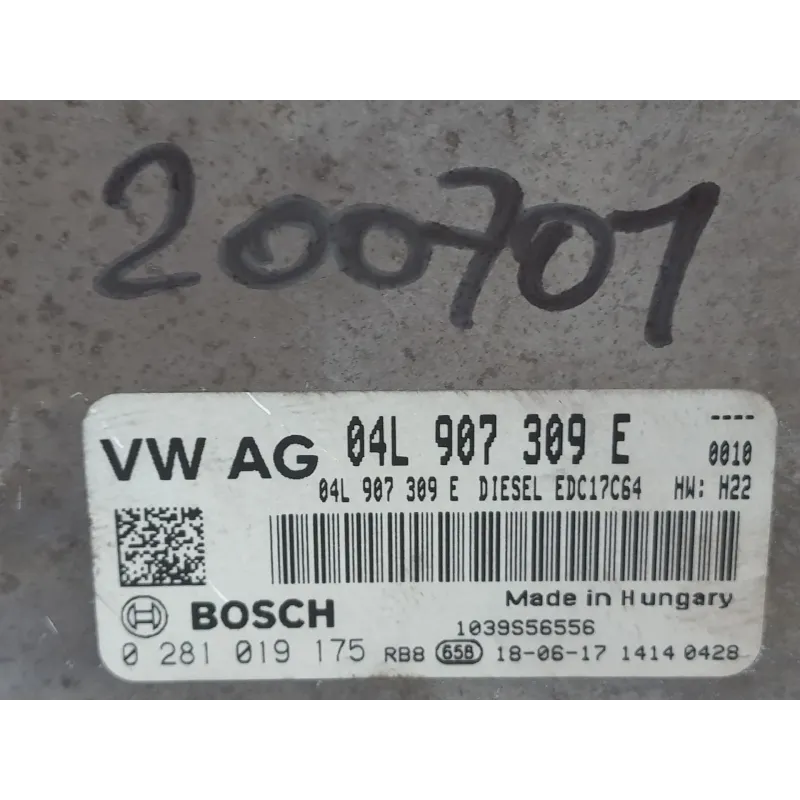 200701
VW AG 04L 907 309 E ----
0010
04L 907 309 E DIESEL EDC17C64 HW: H22
Made in Hungary
BOSCH
1039S56556
0 281 019 175 RB8 658 18-06-17 1414 0428